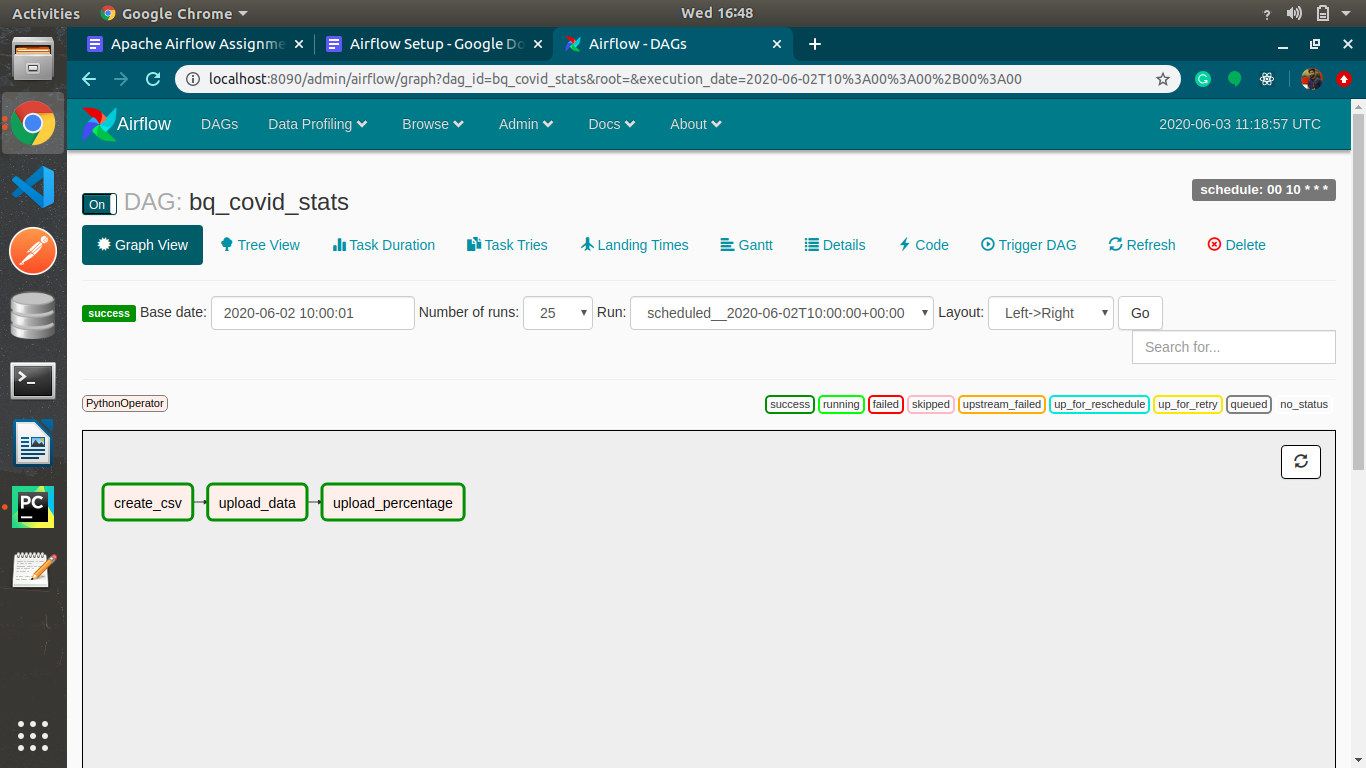 Activities Google Chrome Wed 16:48 ?
Apache Airflow Assignme Airflow Setup - Google Do Airflow - DAGs
localhost:8090/admin/airflow/graph?dag_id=bq_covid_stats&root=&execution_date=2020-06-02T10%3A00%3A00%2B00%3A00
Airflow DAGs Data Profiling Browse Admin Docs About 2020-06-03 11:18:57 UTC
schedule: 00 10 * * *
On DAG: bq_covid_stats
Graph View Tree View Task Duration Task Tries Landing Times Gantt Details Code Trigger DAG Refresh Delete
success Base date: 2020-06-02 10:00:01 Number of runs: 25 Run: scheduled__2020-06-02T10:00:00+00:00 Layout: Left->Right Go
Search for...
PythonOperator success running failed skipped upstream_failed up_for_reschedule up_for_retry queued no_status
create_csv upload_data upload_percentage
PC